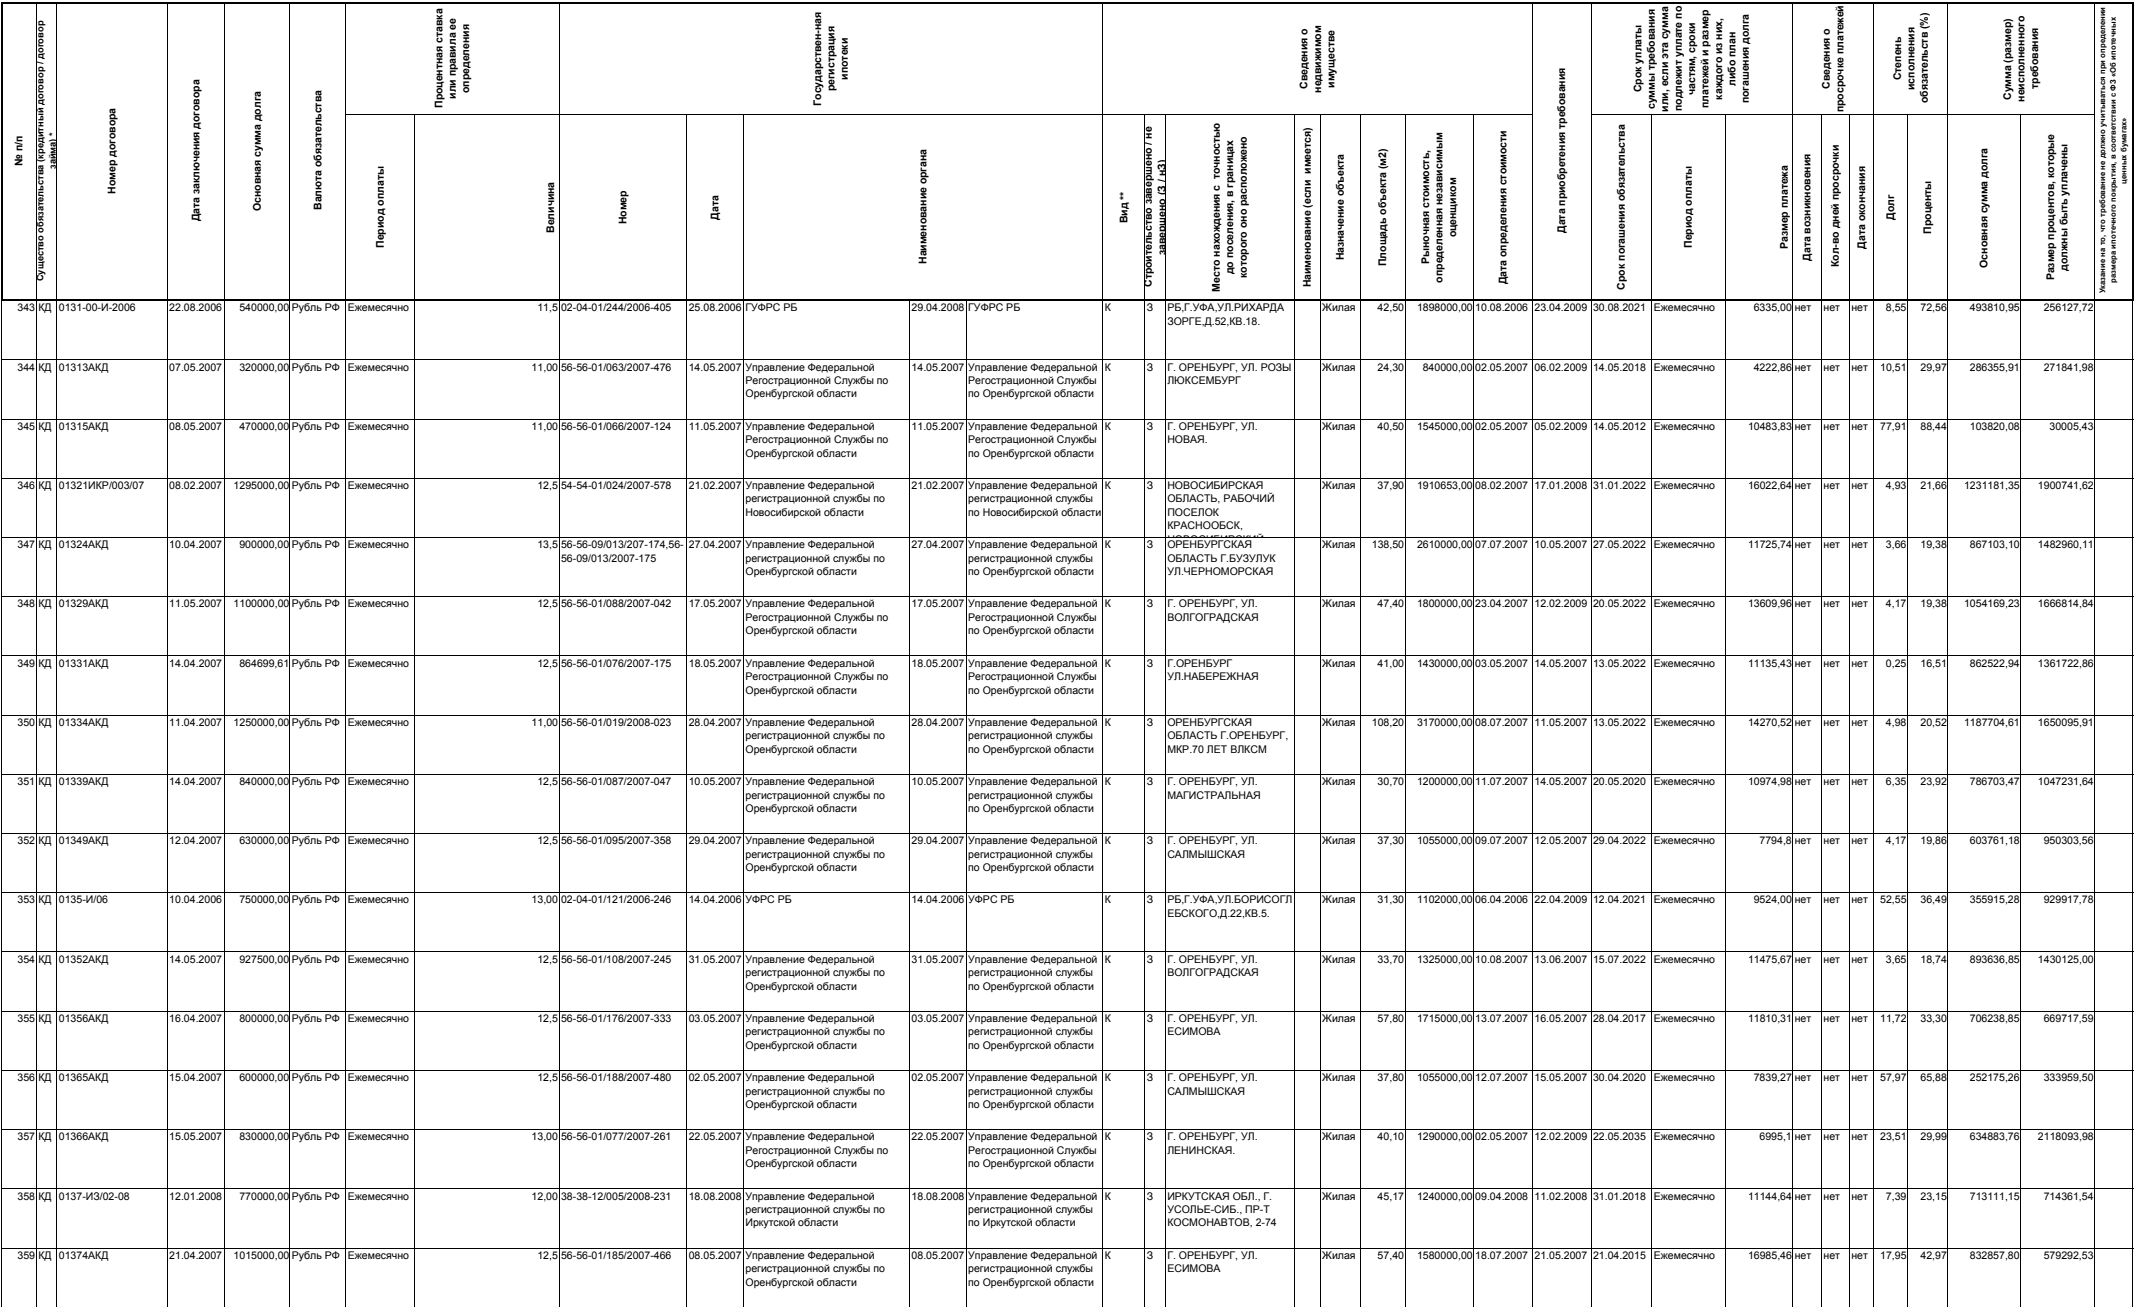 № п/п
Существо обязательства (кредитный договор / договор займа) *
Номер договора
Дата заключения договора
Основная сумма долга
Валюта обязательства
Процентная ставка или правила ее определения
Период оплаты
Величина
Государствен-ная регистрация ипотеки
Номер
Дата
Наименование органа
Сведения о недвижимом имуществе
Вид **
Строительство завершено / не завершено (З / нЗ)
Место нахождения с точностью до поселения, в границах которого оно расположено
Наименование (если имеется)
Назначение объекта
Площадь объекта (м2)
Рыночная стоимость, определенная независимым оценщиком
Дата определения стоимости
Дата приобретения требования
Срок уплаты суммы требования или, если эта сумма подлежит уплате по частям, сроки платежей и размер каждого из них, либо план погашения долга
Срок погашения обязательства
Период оплаты
Размер платежа
Сведения о просрочке платежей
Дата возникновения
Кол-во дней просрочки
Дата окончания
Степень исполнения обязательств (%)
Долг
Проценты
Сумма (размер) неисполненного требования
Основная сумма долга
Размер процентов, которые должны быть уплачены
Указание на то, что требование не должно учитываться при определении размера ипотечного покрытия, в соответствии с ФЗ «Об ипотечных ценных бумагах»
343 КД 0131-00-И-2006 22.08.2006 540000,00 Рубль РФ Ежемесячно 11,5 02-04-01/244/2006-405 25.08.2006 ГУФРС РБ 29.04.2008 ГУФРС РБ К З РБ,Г.УФА,УЛ.РИХАРДА ЗОРГЕ,Д.52,КВ.18. Жилая 42,50 1898000,00 10.08.2006 23.04.2009 30.08.2021 Ежемесячно 6335,00 нет нет нет 8,55 72,56 493810,95 256127,72
344 КД 01313АКД 07.05.2007 320000,00 Рубль РФ Ежемесячно 11,00 56-56-01/063/2007-476 14.05.2007 Управление Федеральной Регострационной Службы по Оренбургской области 14.05.2007 Управление Федеральной Регострационной Службы по Оренбургской области К З Г. ОРЕНБУРГ, УЛ. РОЗЫ ЛЮКСЕМБУРГ Жилая 24,30 840000,00 02.05.2007 06.02.2009 14.05.2018 Ежемесячно 4222,86 нет нет нет 10,51 29,97 286355,91 271841,98
345 КД 01315АКД 08.05.2007 470000,00 Рубль РФ Ежемесячно 11,00 56-56-01/066/2007-124 11.05.2007 Управление Федеральной Регострационной Службы по Оренбургской области 11.05.2007 Управление Федеральной Регострационной Службы по Оренбургской области К З Г. ОРЕНБУРГ, УЛ. НОВАЯ. Жилая 40,50 1545000,00 02.05.2007 05.02.2009 14.05.2012 Ежемесячно 10483,83 нет нет нет 77,91 88,44 103820,08 30005,43
346 КД 01321ИКР/003/07 08.02.2007 1295000,00 Рубль РФ Ежемесячно 12,5 54-54-01/024/2007-578 21.02.2007 Управление Федеральной регистрационной службы по Новосибирской области 21.02.2007 Управление Федеральной регистрационной службы по Новосибирской области К З НОВОСИБИРСКАЯ ОБЛАСТЬ, РАБОЧИЙ ПОСЕЛОК КРАСНООБСК, Жилая 37,90 1910653,00 08.02.2007 17.01.2008 31.01.2022 Ежемесячно 16022,64 нет нет нет 4,93 21,66 1231181,35 1900741,62
347 КД 01324АКД 10.04.2007 900000,00 Рубль РФ Ежемесячно 13,5 56-56-09/013/207-174,56-56-09/013/2007-175 27.04.2007 Управление Федеральной регистрационной службы по Оренбургской области 27.04.2007 Управление Федеральной регистрационной службы по Оренбургской области К З ОРЕНБУРГСКАЯ ОБЛАСТЬ Г.БУЗУЛУК УЛ.ЧЕРНОМОРСКАЯ Жилая 138,50 2610000,00 07.07.2007 10.05.2007 27.05.2022 Ежемесячно 11725,74 нет нет нет 3,66 19,38 867103,10 1482960,11
348 КД 01329АКД 11.05.2007 1100000,00 Рубль РФ Ежемесячно 12,5 56-56-01/088/2007-042 17.05.2007 Управление Федеральной Регострационной Службы по Оренбургской области 17.05.2007 Управление Федеральной Регострационной Службы по Оренбургской области К З Г. ОРЕНБУРГ, УЛ. ВОЛГОГРАДСКАЯ Жилая 47,40 1800000,00 23.04.2007 12.02.2009 20.05.2022 Ежемесячно 13609,96 нет нет нет 4,17 19,38 1054169,23 1666814,84
349 КД 01331АКД 14.04.2007 864699,61 Рубль РФ Ежемесячно 12,5 56-56-01/076/2007-175 18.05.2007 Управление Федеральной Регострационной Службы по Оренбургской области 18.05.2007 Управление Федеральной Регострационной Службы по Оренбургской области К З Г.ОРЕНБУРГ УЛ.НАБЕРЕЖНАЯ Жилая 41,00 1430000,00 03.05.2007 14.05.2007 13.05.2022 Ежемесячно 11135,43 нет нет нет 0,25 16,51 862522,94 1361722,86
350 КД 01334АКД 11.04.2007 1250000,00 Рубль РФ Ежемесячно 11,00 56-56-01/019/2008-023 28.04.2007 Управление Федеральной регистрационной службы по Оренбургской области 28.04.2007 Управление Федеральной регистрационной службы по Оренбургской области К З ОРЕНБУРГСКАЯ ОБЛАСТЬ Г.ОРЕНБУРГ, МКР.70 ЛЕТ ВЛКСМ Жилая 108,20 3170000,00 08.07.2007 11.05.2007 13.05.2022 Ежемесячно 14270,52 нет нет нет 4,98 20,52 1187704,61 1650095,91
351 КД 01339АКД 14.04.2007 840000,00 Рубль РФ Ежемесячно 12,5 56-56-01/087/2007-047 10.05.2007 Управление Федеральной регистрационной службы по Оренбургской области 10.05.2007 Управление Федеральной регистрационной службы по Оренбургской области К З Г. ОРЕНБУРГ, УЛ. МАГИСТРАЛЬНАЯ Жилая 30,70 1200000,00 11.07.2007 14.05.2007 20.05.2020 Ежемесячно 10974,98 нет нет нет 6,35 23,92 786703,47 1047231,64
352 КД 01349АКД 12.04.2007 630000,00 Рубль РФ Ежемесячно 12,5 56-56-01/095/2007-358 29.04.2007 Управление Федеральной регистрационной службы по Оренбургской области 29.04.2007 Управление Федеральной регистрационной службы по Оренбургской области К З Г. ОРЕНБУРГ, УЛ. САЛМЫШСКАЯ Жилая 37,30 1055000,00 09.07.2007 12.05.2007 29.04.2022 Ежемесячно 7794,8 нет нет нет 4,17 19,86 603761,18 950303,56
353 КД 0135-И/06 10.04.2006 750000,00 Рубль РФ Ежемесячно 13,00 02-04-01/121/2006-246 14.04.2006 УФРС РБ 14.04.2006 УФРС РБ К З РБ,Г.УФА,УЛ.БОРИСОГЛЕБСКОГО,Д.22,КВ.5. Жилая 31,30 1102000,00 06.04.2006 22.04.2009 12.04.2021 Ежемесячно 9524,00 нет нет нет 52,55 36,49 355915,28 929917,78
354 КД 01352АКД 14.05.2007 927500,00 Рубль РФ Ежемесячно 12,5 56-56-01/108/2007-245 31.05.2007 Управление Федеральной регистрационной службы по Оренбургской области 31.05.2007 Управление Федеральной регистрационной службы по Оренбургской области К З Г. ОРЕНБУРГ, УЛ. ВОЛГОГРАДСКАЯ Жилая 33,70 1325000,00 10.08.2007 13.06.2007 15.07.2022 Ежемесячно 11475,67 нет нет нет 3,65 18,74 893636,85 1430125,00
355 КД 01356АКД 16.04.2007 800000,00 Рубль РФ Ежемесячно 12,5 56-56-01/176/2007-333 03.05.2007 Управление Федеральной регистрационной службы по Оренбургской области 03.05.2007 Управление Федеральной регистрационной службы по Оренбургской области К З Г. ОРЕНБУРГ, УЛ. ЕСИМОВА Жилая 57,80 1715000,00 13.07.2007 16.05.2007 28.04.2017 Ежемесячно 11810,31 нет нет нет 11,72 33,30 706238,85 669717,59
356 КД 01365АКД 15.04.2007 600000,00 Рубль РФ Ежемесячно 12,5 56-56-01/188/2007-480 02.05.2007 Управление Федеральной регистрационной службы по Оренбургской области 02.05.2007 Управление Федеральной регистрационной службы по Оренбургской области К З Г. ОРЕНБУРГ, УЛ. САЛМЫШСКАЯ Жилая 37,80 1055000,00 12.07.2007 15.05.2007 30.04.2020 Ежемесячно 7839,27 нет нет нет 57,97 65,88 252175,26 333959,50
357 КД 01366АКД 15.05.2007 830000,00 Рубль РФ Ежемесячно 13,00 56-56-01/077/2007-261 22.05.2007 Управление Федеральной Регострационной Службы по Оренбургской области 22.05.2007 Управление Федеральной Регострационной Службы по Оренбургской области К З Г. ОРЕНБУРГ, УЛ. ЛЕНИНСКАЯ. Жилая 40,10 1290000,00 02.05.2007 12.02.2009 22.05.2035 Ежемесячно 6995,1 нет нет нет 23,51 29,99 634883,76 2118093,98
358 КД 0137-ИЗ/02-08 12.01.2008 770000,00 Рубль РФ Ежемесячно 12,00 38-38-12/005/2008-231 18.08.2008 Управление Федеральной регистрационной службы по Иркутской области 18.08.2008 Управление Федеральной регистрационной службы по Иркутской области К З ИРКУТСКАЯ ОБЛ., Г. УСОЛЬЕ-СИБ., ПР-Т КОСМОНАВТОВ, 2-74 Жилая 45,17 1240000,00 09.04.2008 11.02.2008 31.01.2018 Ежемесячно 11144,64 нет нет нет 7,39 23,15 713111,15 714361,54
359 КД 01374АКД 21.04.2007 1015000,00 Рубль РФ Ежемесячно 12,5 56-56-01/185/2007-466 08.05.2007 Управление Федеральной регистрационной службы по Оренбургской области 08.05.2007 Управление Федеральной регистрационной службы по Оренбургской области К З Г. ОРЕНБУРГ, УЛ. ЕСИМОВА Жилая 57,40 1580000,00 18.07.2007 21.05.2007 21.04.2015 Ежемесячно 16985,46 нет нет нет 17,95 42,97 832857,80 579292,53